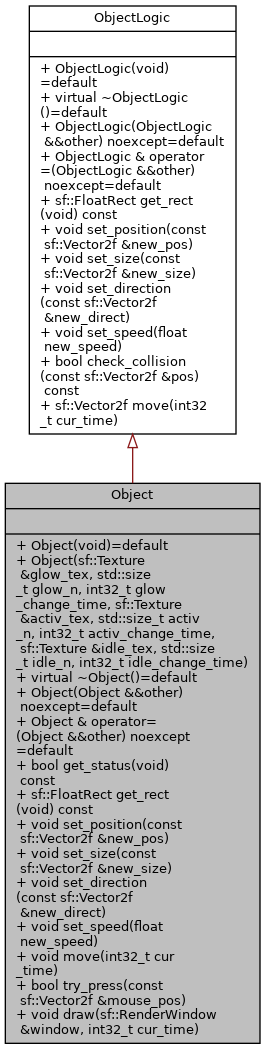 ObjectLogic
+ ObjectLogic(void)
=default
+ virtual ~ObjectLogic
()=default
+ ObjectLogic(ObjectLogic
&&other) noexcept=default
+ ObjectLogic & operator
=(ObjectLogic &&other)
noexcept=default
+ sf::FloatRect get_rect
(void) const
+ void set_position(const
sf::Vector2f &new_pos)
+ void set_size(const
sf::Vector2f &new_size)
+ void set_direction
(const sf::Vector2f
&new_direct)
+ void set_speed(float
new_speed)
+ bool check_collision
(const sf::Vector2f &pos)
const
+ sf::Vector2f move(int32
_t cur_time)
Object
+ Object(void)=default
+ Object(sf::Texture
&glow_tex, std::size
_t glow_n, int32_t glow
_change_time, sf::Texture
&activ_tex, std::size_t activ
_n, int32_t activ_change_time,
sf::Texture &idle_tex, std::size
_t idle_n, int32_t idle_change_time)
+ virtual ~Object()=default
+ Object(Object &&other)
noexcept=default
+ Object & operator=
(Object &&other) noexcept
=default
+ bool get_status(void)
const
+ sf::FloatRect get_rect
(void) const
+ void set_position(const
sf::Vector2f &new_pos)
+ void set_size(const
sf::Vector2f &new_size)
+ void set_direction
(const sf::Vector2f
&new_direct)
+ void set_speed(float
new_speed)
+ void move(int32_t cur
_time)
+ bool try_press(const
sf::Vector2f &mouse_pos)
+ void draw(sf::RenderWindow
&window, int32_t cur_time)